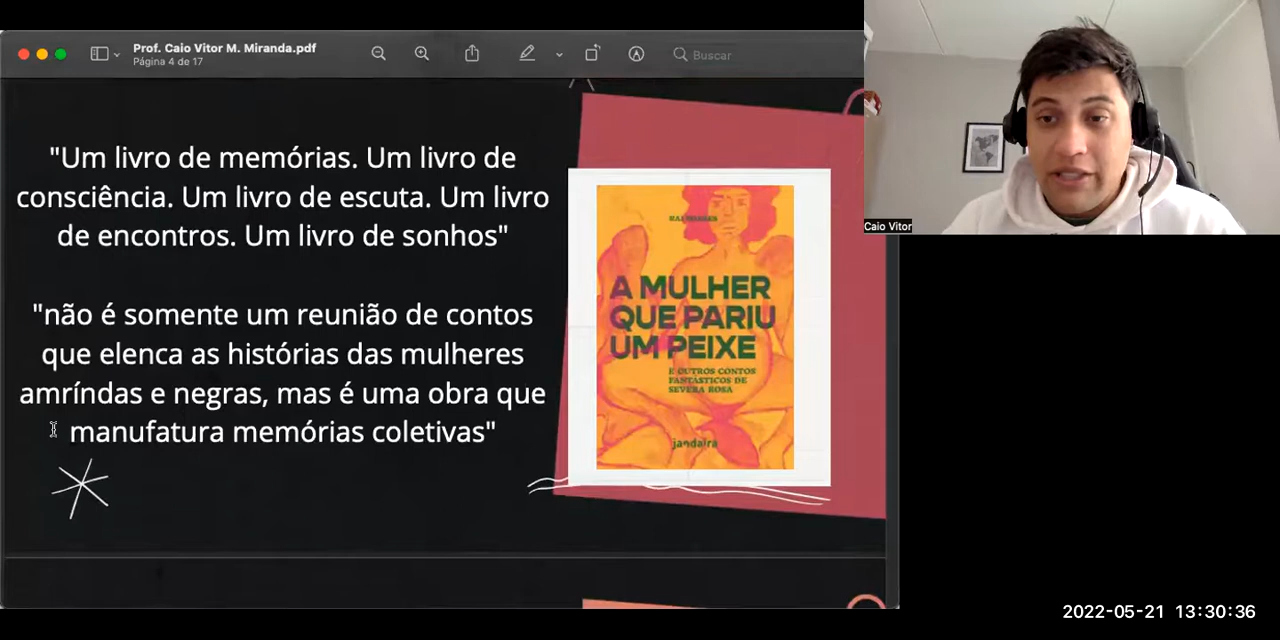 Prof. Caio Vitor M. Miranda.pdf
Página 4 de 17
Buscar
"Um livro de memórias. Um livro de
consciência. Um livro de escuta. Um livro
de encontros. Um livro de sonhos"
"não é somente um reunião de contos
que elenca as histórias das mulheres
amríndas e negras, mas é uma obra que
manufatura memórias coletivas"
A MULHER
QUE PARIU
UM PEIXE
E OUTROS CONTOS
FANTÁSTICOS DE
SEVERA ROSA
jandaíra
Caio Vitor
2022-05-21 13:30:36